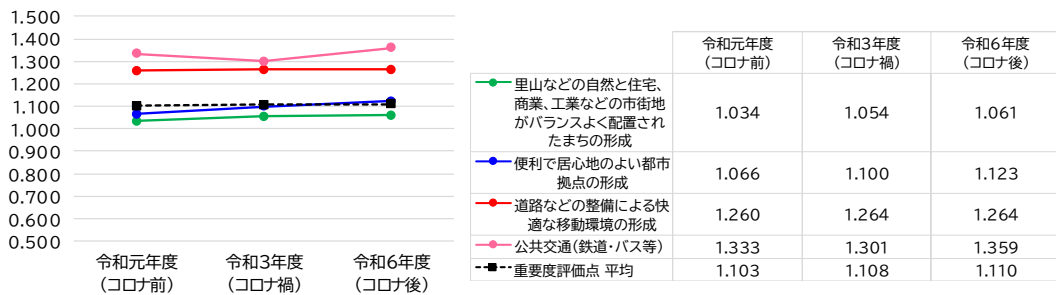 1.500
1.400
1.300
1.200
1.100
1.000
0.900
0.800
0.700
0.600
0.500
令和元年度
(コロナ前)
令和3年度
(コロナ禍)
令和6年度
(コロナ後)
令和元年度
(コロナ前)
令和3年度
(コロナ禍)
令和6年度
(コロナ後)
里山などの自然と住宅、
商業、工業などの市街地
がバランスよく配置され
たまちの形成
1.034
1.054
1.061
便利で居心地のよい都市
拠点の形成
1.066
1.100
1.123
道路などの整備による快
適な移動環境の形成
1.260
1.264
1.264
公共交通(鉄道・バス等)
1.333
1.301
1.359
重要度評価点 平均
1.103
1.108
1.110